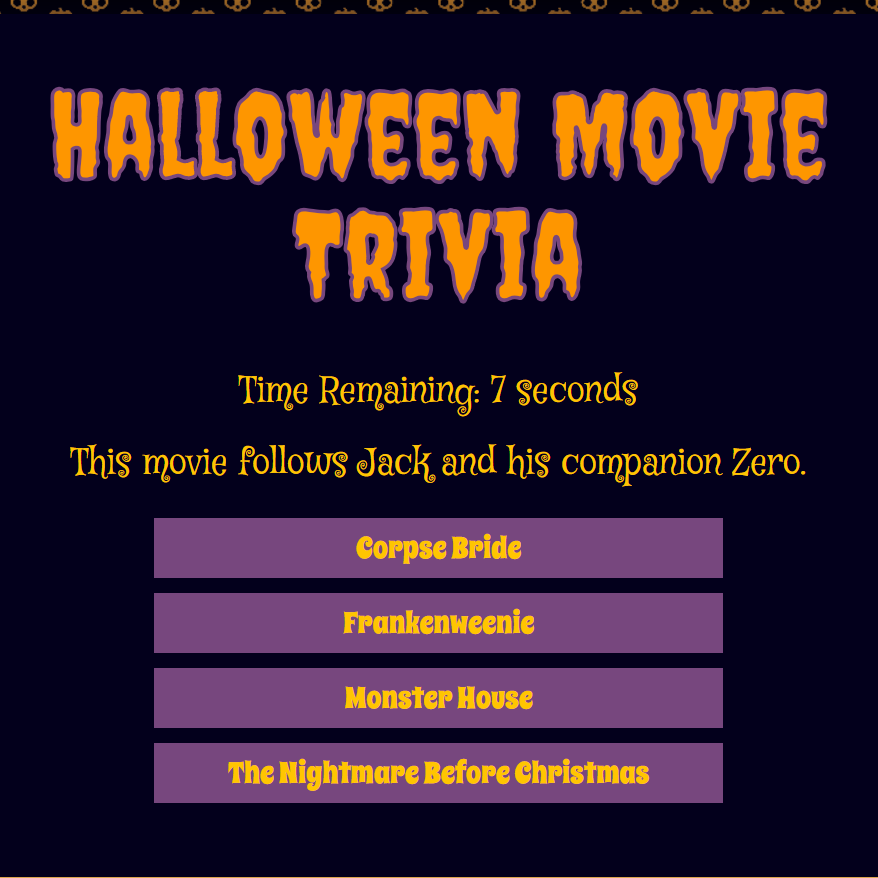 HALLOWEEN MOVIE
TRIVIA
Time Remaining: 7 seconds
This movie follows Jack and his companion Zero.
Corpse Bride
Frankenweenie
Monster House
The Nightmare Before Christmas